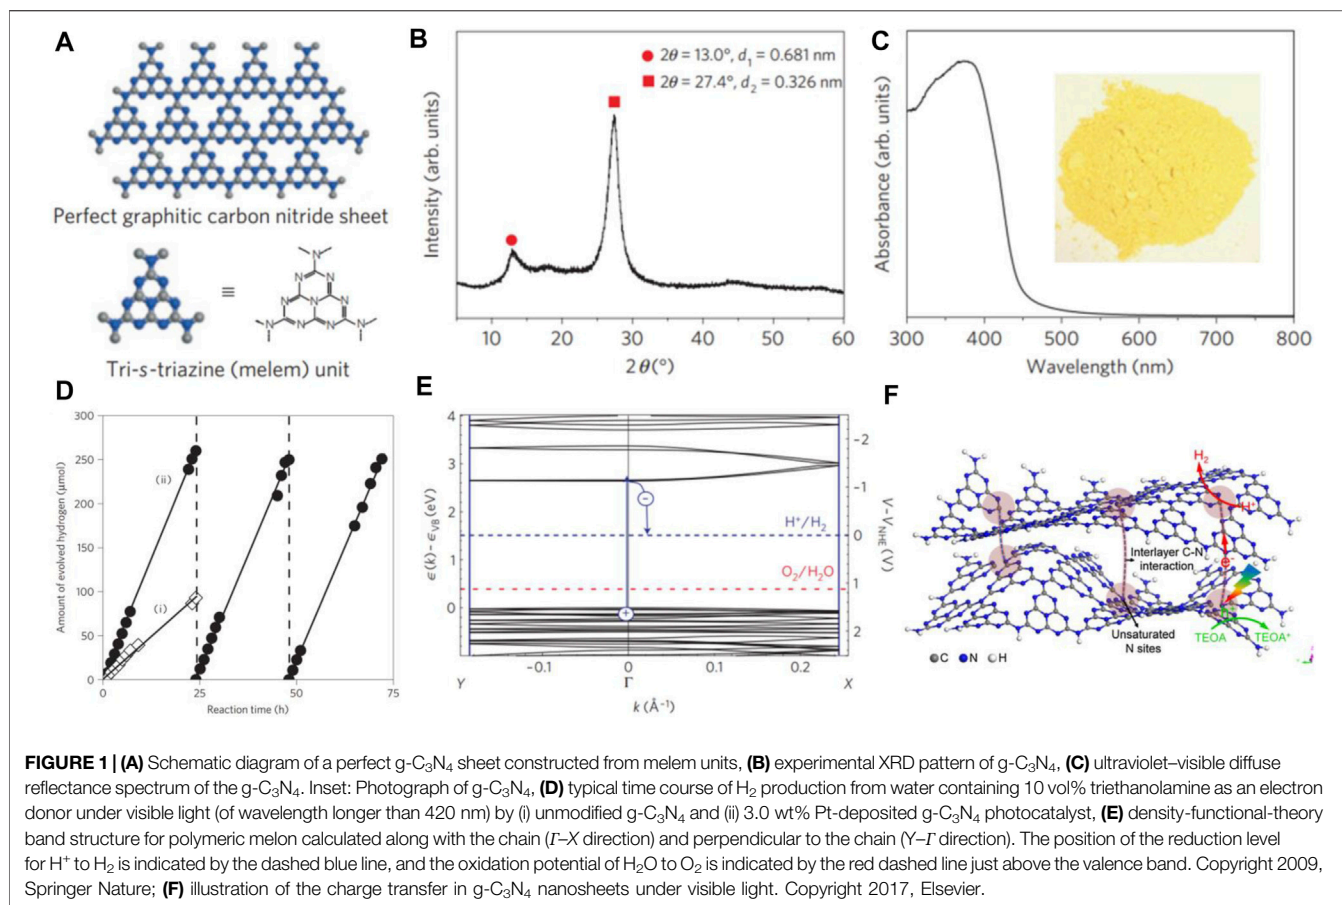 A
Perfect graphitic carbon nitride sheet
≡
N
N
N
N
N
N
N
N
N
N
Tri-s-triazine (melem) unit
B
2θ = 13.0°, d₁ = 0.681 nm
2θ = 27.4°, d₂ = 0.326 nm
Intensity (arb. units)
10 20 30 40 50 60
2θ(°)
C
Absorbance (arb. units)
300 400 500 600 700 800
Wavelength (nm)
D
Amount of evolved hydrogen (µmol)
300
250
200
150
100
50
0
(ii)
(i)
0 25 50 75
Reaction time (h)
E
ε(k) – ε_VB (eV)
4
3
2
1
0
−
+
H⁺/H₂
O₂/H₂O
-2
-1
0
1
2
V – V_NHE (V)
-0.1 0 0.1 0.2
Y Γ X
k (Å⁻¹)
F
H₂
H⁺
Interlayer C-N
interaction
e⁻
Unsaturated
N sites
TEOA
TEOA⁺
C N H
FIGURE 1 | (A) Schematic diagram of a perfect g-C₃N₄ sheet constructed from melem units, (B) experimental XRD pattern of g-C₃N₄, (C) ultraviolet–visible diffuse
reflectance spectrum of the g-C₃N₄. Inset: Photograph of g-C₃N₄, (D) typical time course of H₂ production from water containing 10 vol% triethanolamine as an electron
donor under visible light (of wavelength longer than 420 nm) by (i) unmodified g-C₃N₄ and (ii) 3.0 wt% Pt-deposited g-C₃N₄ photocatalyst, (E) density-functional-theory
band structure for polymeric melon calculated along with the chain (Γ–X direction) and perpendicular to the chain (Y–Γ direction). The position of the reduction level
for H⁺ to H₂ is indicated by the dashed blue line, and the oxidation potential of H₂O to O₂ is indicated by the red dashed line just above the valence band. Copyright 2009,
Springer Nature; (F) illustration of the charge transfer in g-C₃N₄ nanosheets under visible light. Copyright 2017, Elsevier.